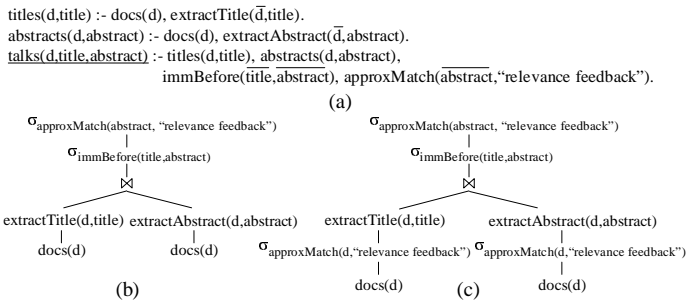 titles(d,title) :- docs(d), extractTitle(d̅,title).
abstracts(d,abstract) :- docs(d), extractAbstract(d̅,abstract).
talks(d,title,abstract) :- titles(d,title), abstracts(d,abstract),
immBefore(title,abstract), approxMatch(abstract,“relevance feedback”).
(a)
σapproxMatch(abstract, “relevance feedback”) σapproxMatch(abstract, “relevance feedback”)
σimmBefore(title,abstract) σimmBefore(title,abstract)
⋈ ⋈
extractTitle(d,title) extractAbstract(d,abstract) extractTitle(d,title) extractAbstract(d,abstract)
docs(d) docs(d) σapproxMatch(d,“relevance feedback”) σapproxMatch(d,“relevance feedback”)
docs(d) docs(d)
(b) (c)